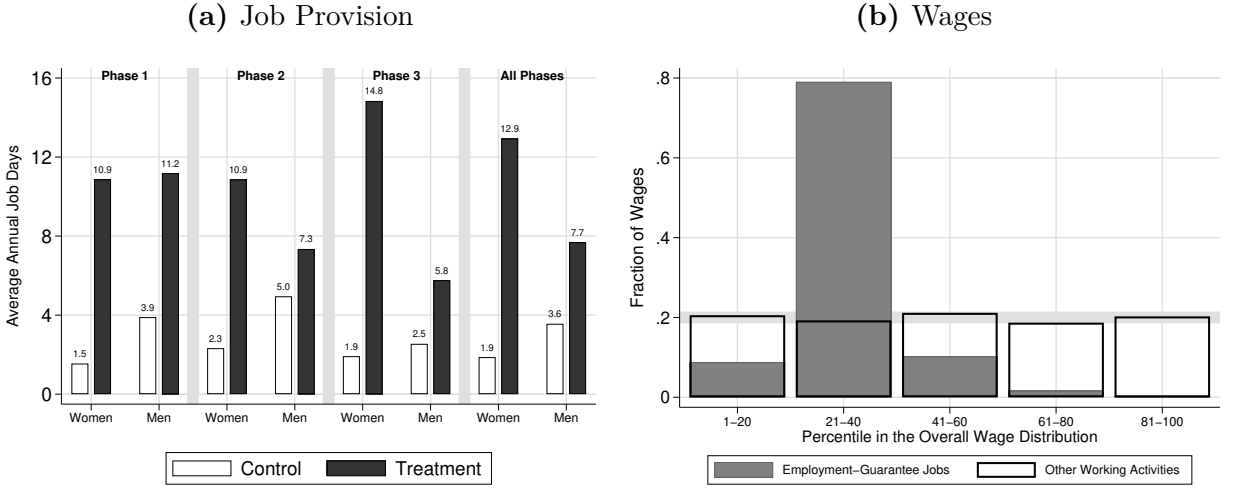 (a) Job Provision
Average Annual Job Days
16
12
8
4
0
Phase 1
Phase 2
Phase 3
All Phases
1.5
10.9
3.9
11.2
2.3
10.9
5.0
7.3
1.9
14.8
2.5
5.8
1.9
12.9
3.6
7.7
Women Men Women Men Women Men Women Men
Control Treatment
(b) Wages
Fraction of Wages
.8
.6
.4
.2
0
1−20 21−40 41−60 61−80 81−100
Percentile in the Overall Wage Distribution
Employment−Guarantee Jobs Other Working Activities